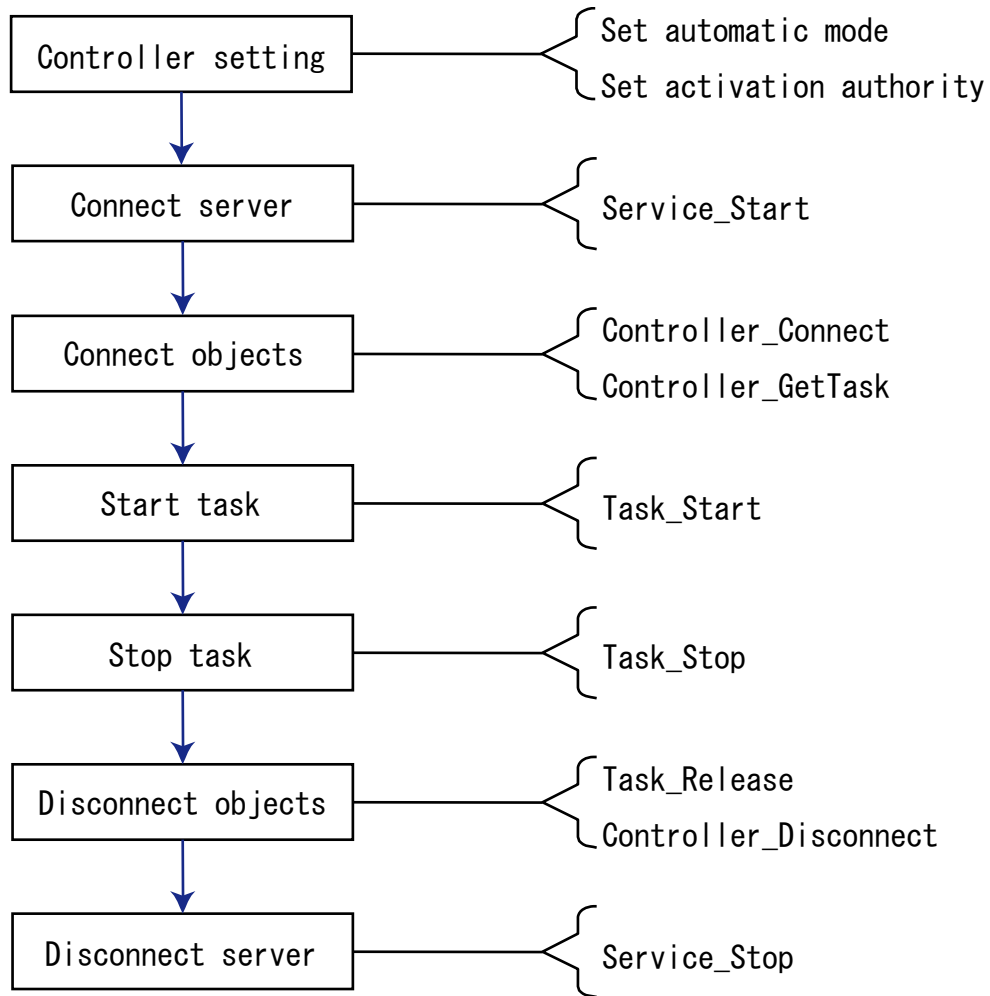 Controller setting
Set automatic mode
Set activation authority
Connect server
Service_Start
Connect objects
Controller_Connect
Controller_GetTask
Start task
Task_Start
Stop task
Task_Stop
Disconnect objects
Task_Release
Controller_Disconnect
Disconnect server
Service_Stop